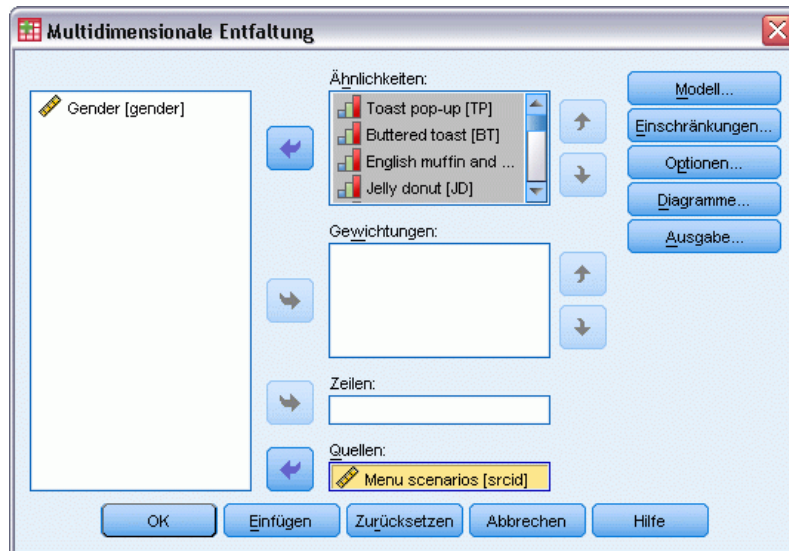 Multidimensionale Entfaltung
Gender [gender]
Ähnlichkeiten:
Toast pop-up [TP]
Buttered toast [BT]
English muffin and ...
Jelly donut [JD]
Gewichtungen:
Zeilen:
Quellen:
Menu scenarios [srcid]
Modell...
Einschränkungen...
Optionen...
Diagramme...
Ausgabe...
OK
Einfügen
Zurücksetzen
Abbrechen
Hilfe